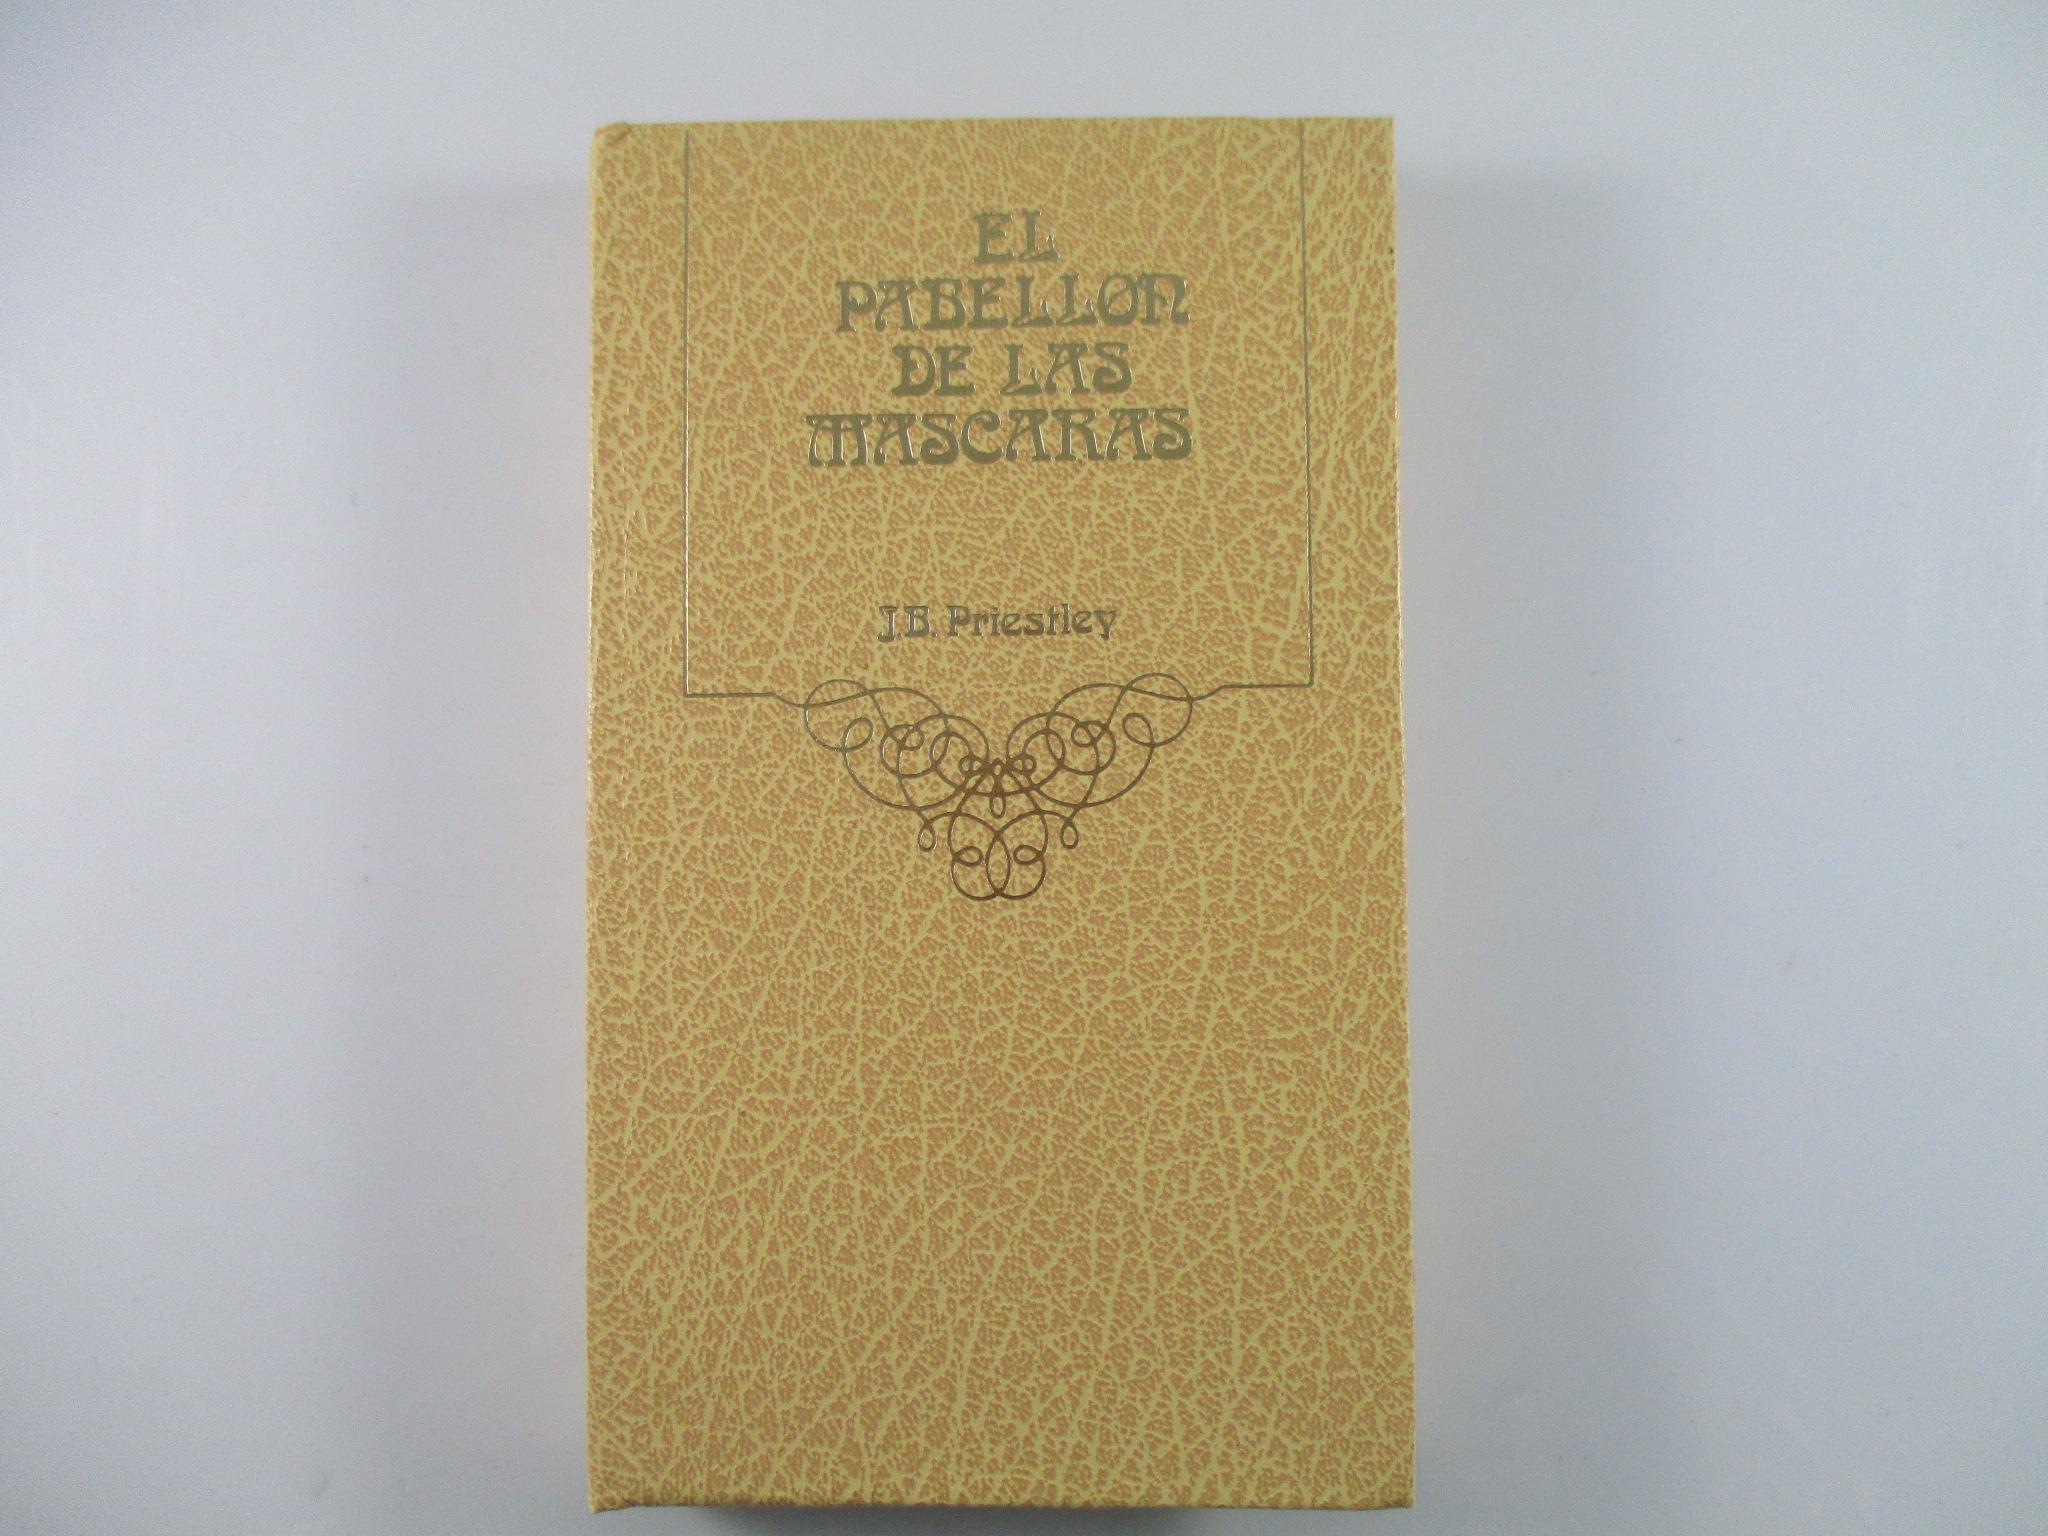 EL
PABELLON
DE LAS
MASCARAS
J.B. Priestley